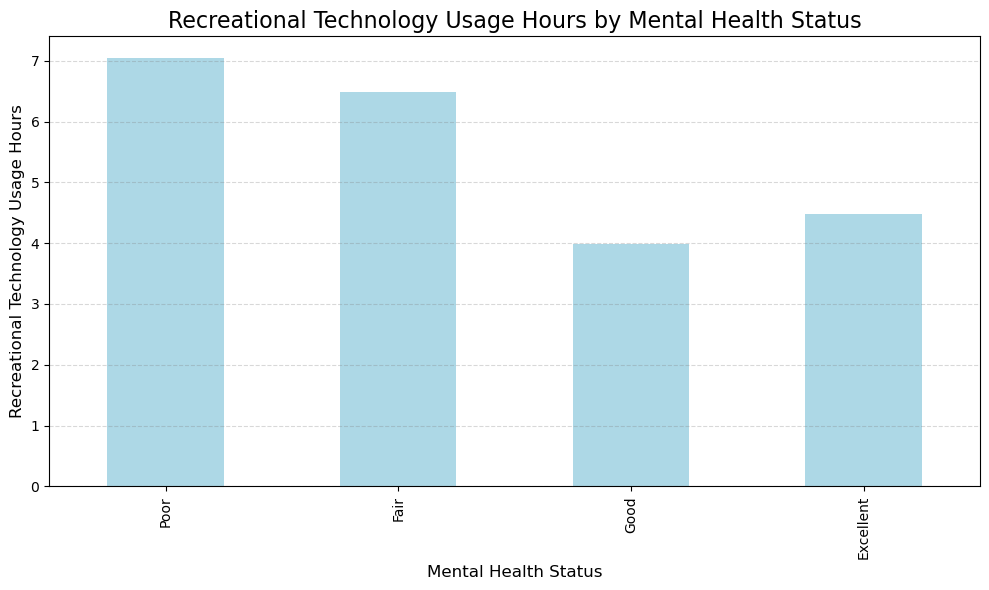 Recreational Technology Usage Hours by Mental Health Status
Recreational Technology Usage Hours
7
6
5
4
3
2
1
0
Poor
Fair
Good
Excellent
Mental Health Status